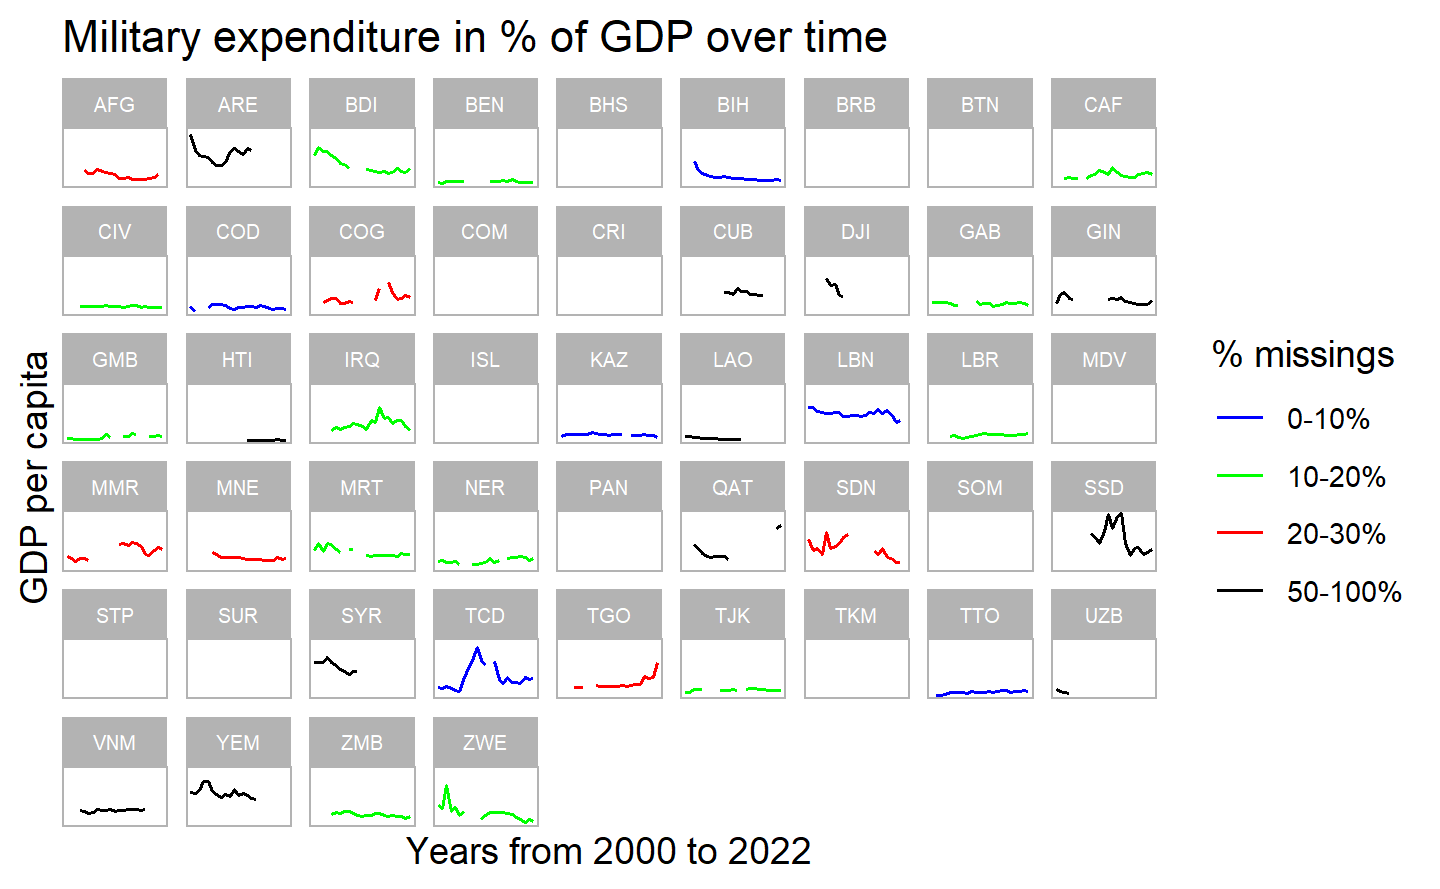 Military expenditure in % of GDP over time
AFG ARE BDI BEN BHS BIH BRB BTN CAF
CIV COD COG COM CRI CUB DJI GAB GIN
GMB HTI IRQ ISL KAZ LAO LBN LBR MDV
MMR MNE MRT NER PAN QAT SDN SOM SSD
STP SUR SYR TCD TGO TJK TKM TTO UZB
VNM YEM ZMB ZWE
GDP per capita
Years from 2000 to 2022
% missings
0-10%
10-20%
20-30%
50-100%